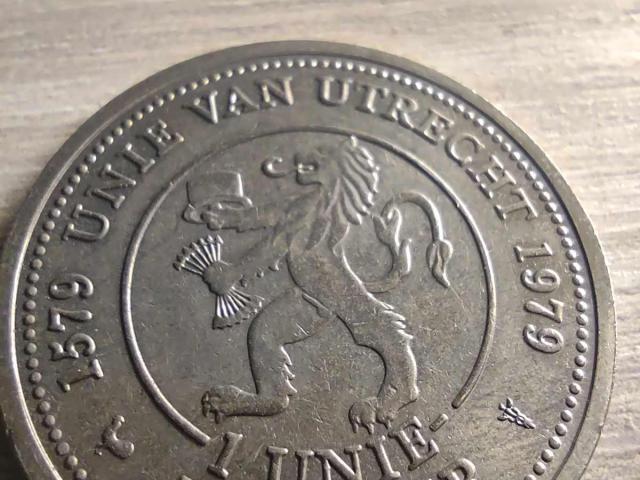 1579 UNIE VAN UTRECHT 1979
1 UNIE-